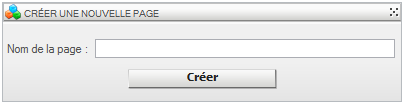 CRÉER UNE NOUVELLE PAGE
Nom de la page :
Créer